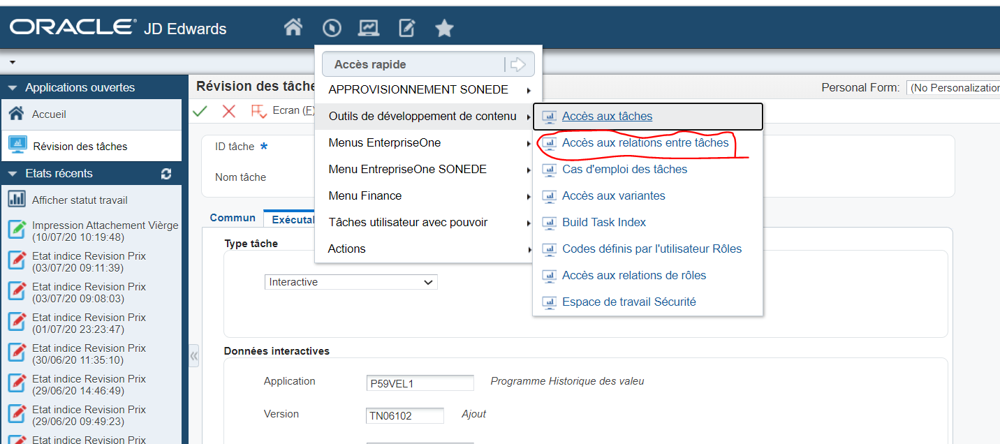 ORACLE JD Edwards
Accès rapide
APPROVISIONNEMENT SONEDE
Outils de développement de contenu
Menus EnterpriseOne
Menu EntrepriseOne SONEDE
Menu Finance
Tâches utilisateur avec pouvoir
Actions
Accès aux tâches
Accès aux relations entre tâches
Cas d'emploi des tâches
Accès aux variantes
Build Task Index
Codes définis par l'utilisateur Rôles
Accès aux relations de rôles
Espace de travail Sécurité
Applications ouvertes
Accueil
Révision des tâches
Etats récents
Afficher statut travail
Impression Attachement Vièrge
(10/07/20 10:19:48)
Etat indice Revision Prix
(03/07/20 09:11:39)
Etat indice Revision Prix
(03/07/20 09:08:03)
Etat indice Revision Prix
(01/07/20 23:23:47)
Etat indice Revision Prix
(30/06/20 11:35:10)
Etat indice Revision Prix
(29/06/20 14:46:49)
Etat indice Revision Prix
(29/06/20 09:49:23)
Etat indice Revision Prix
Révision des tâche
Personal Form: (No Personalization
Ecran (F)
ID tâche *
Nom tâche
Commun Exécutal
Type tâche
Interactive
Données interactives
Application P59VEL1 Programme Historique des valeu
Version TN06102 Ajout